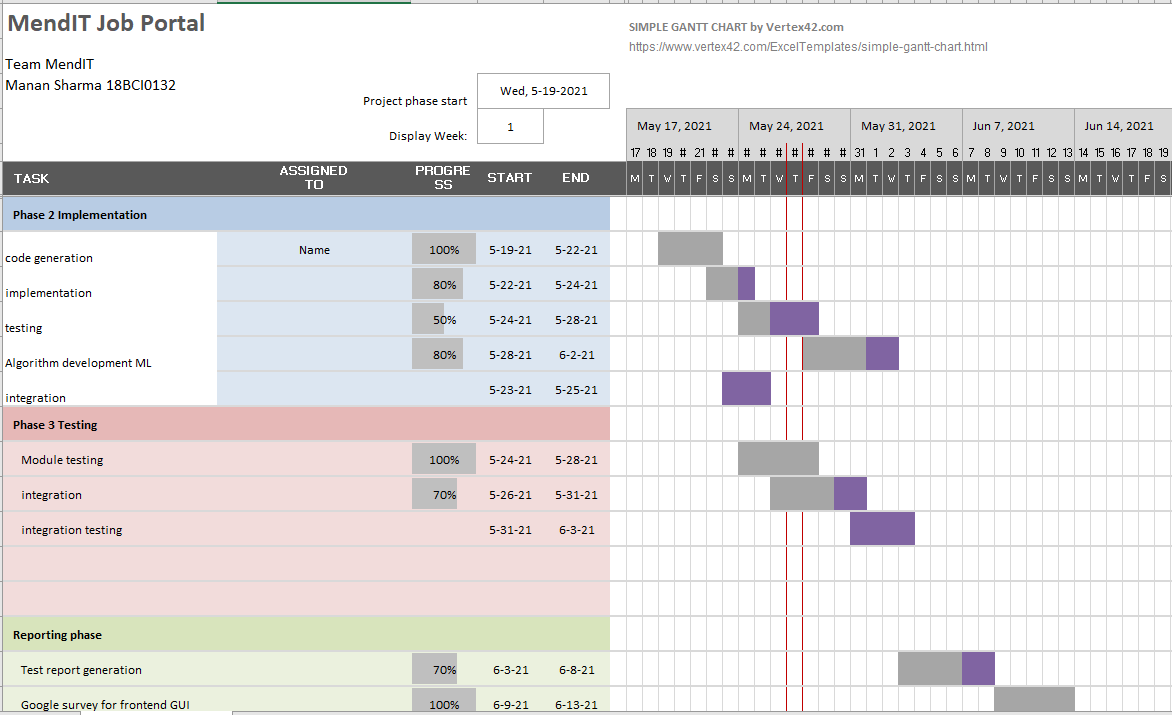 MendIT Job Portal
SIMPLE GANTT CHART by Vertex42.com
https://www.vertex42.com/ExcelTemplates/simple-gantt-chart.html
Team MendIT
Manan Sharma 18BCI0132
Project phase start Wed, 5-19-2021
Display Week: 1
May 17, 2021 May 24, 2021 May 31, 2021 Jun 7, 2021 Jun 14, 2021
17 18 19 # 21 # # # # # # # # # 31 1 2 3 4 5 6 7 8 9 10 11 12 13 14 15 16 17 18 19
TASK ASSIGNED TO PROGRESS START END M T W T F S S M T W T F S S M T W T F S S M T W T F S S M T W T F S
Phase 2 Implementation
code generation Name 100% 5-19-21 5-22-21
implementation 80% 5-22-21 5-24-21
testing 50% 5-24-21 5-28-21
Algorithm development ML 80% 5-28-21 6-2-21
integration 5-23-21 5-25-21
Phase 3 Testing
Module testing 100% 5-24-21 5-28-21
integration 70% 5-26-21 5-31-21
integration testing 5-31-21 6-3-21
Reporting phase
Test report generation 70% 6-3-21 6-8-21
Google survey for frontend GUI 100% 6-9-21 6-13-21